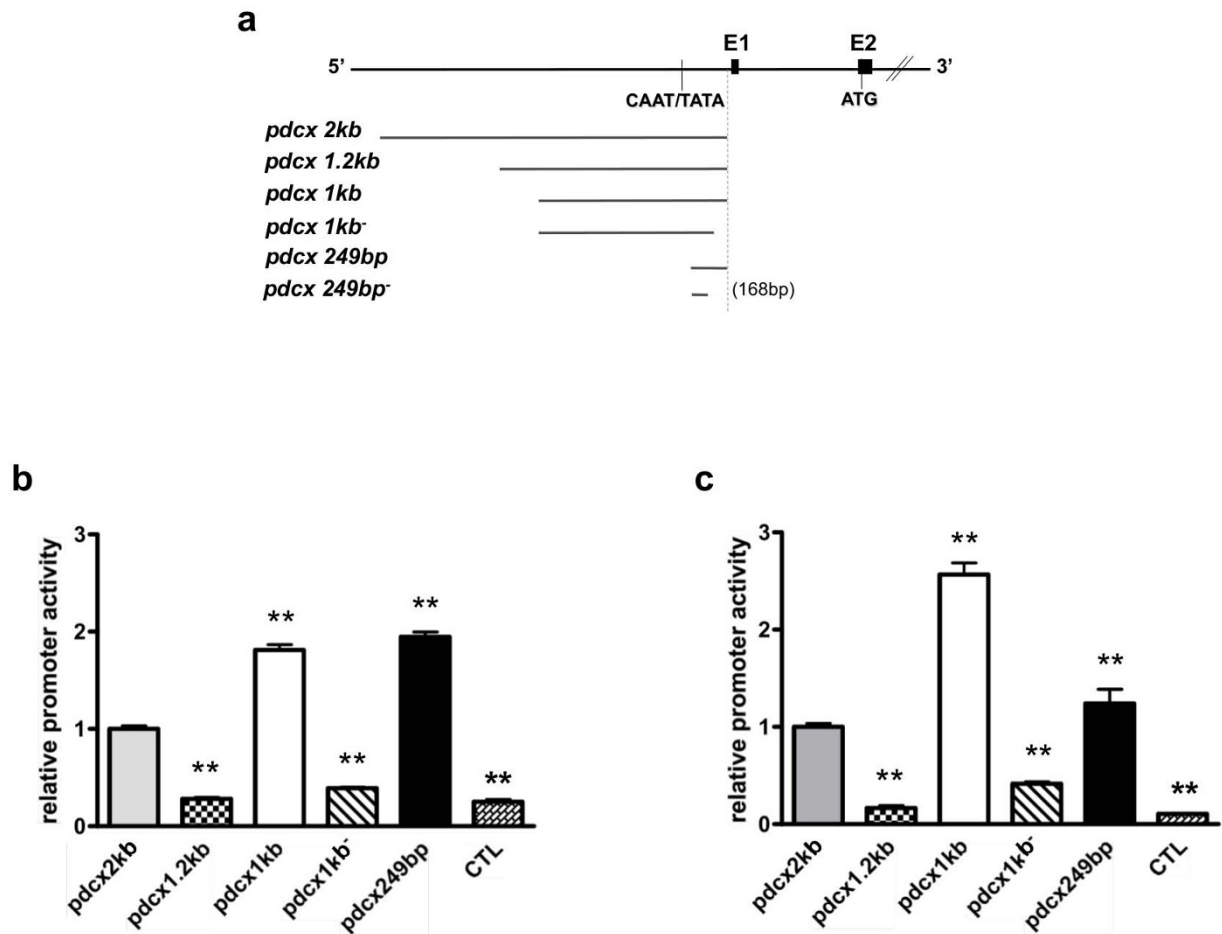 a
E1 E2
5’ 3’
CAAT/TATA ATG
pdcx 2kb
pdcx 1.2kb
pdcx 1kb
pdcx 1kb-
pdcx 249bp
pdcx 249bp- (168bp)
b
relative promoter activity
3
2
1
0
**
**
**
**
**
pdcx2kb
pdcx1.2kb
pdcx1kb
pdcx1kb-
pdcx249bp
CTL
c
relative promoter activity
3
2
1
0
**
**
**
**
**
pdcx2kb
pdcx1.2kb
pdcx1kb
pdcx1kb-
pdcx249bp
CTL